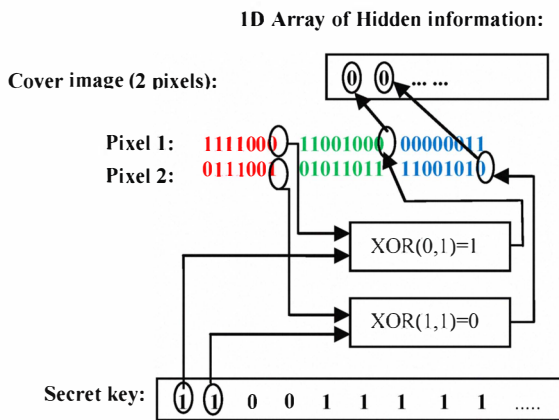 1D Array of Hidden information:
0 0 ... ...
Cover image (2 pixels):
Pixel 1: 1111000 11001000 00000011
Pixel 2: 0111001 01011011 11001010
XOR(0,1)=1
XOR(1,1)=0
Secret key: 1 1 0 0 1 1 1 1 1 .....